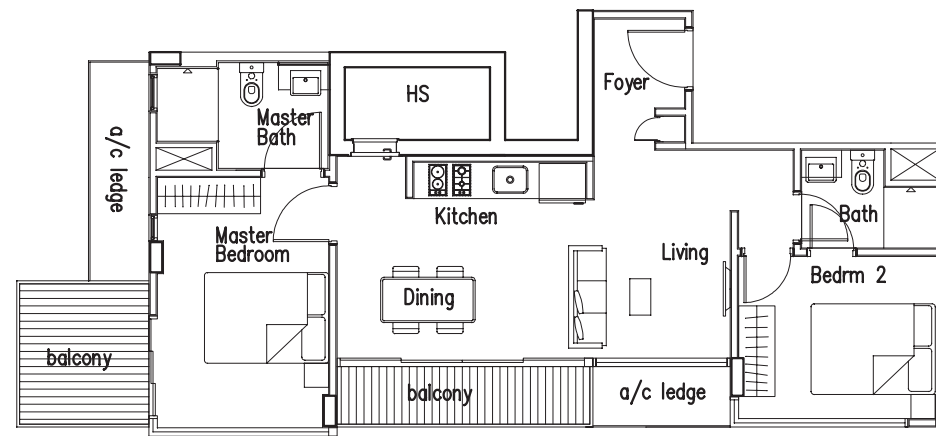 HS
Foyer
Master
Bath
a/c ledge
Kitchen
Bath
Master
Bedroom
Living
Bedrm 2
Dining
balcony
balcony
a/c ledge